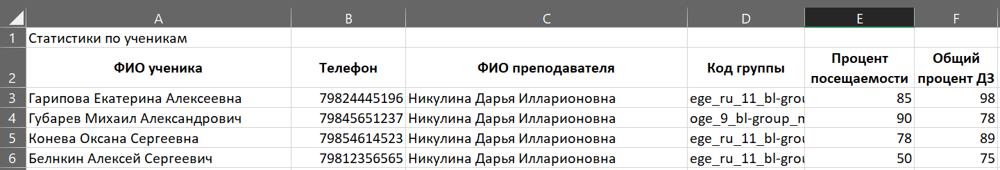 A B C D E F
1 Статистики по ученикам
2 ФИО ученика Телефон ФИО преподавателя Код группы Процент посещаемости Общий процент ДЗ
3 Гарипова Екатерина Алексеевна 79824445196 Никулина Дарья Илларионовна ege_ru_11_bl-grou 85 98
4 Губарев Михаил Александрович 79845651237 Никулина Дарья Илларионовна oge_9_bl-group_m 90 78
5 Конева Оксана Сергеевна 79854614523 Никулина Дарья Илларионовна ege_ru_11_bl-grou 78 89
6 Белнкин Алексей Сергеевич 79812356565 Никулина Дарья Илларионовна ege_ru_11_bl-grou 50 75